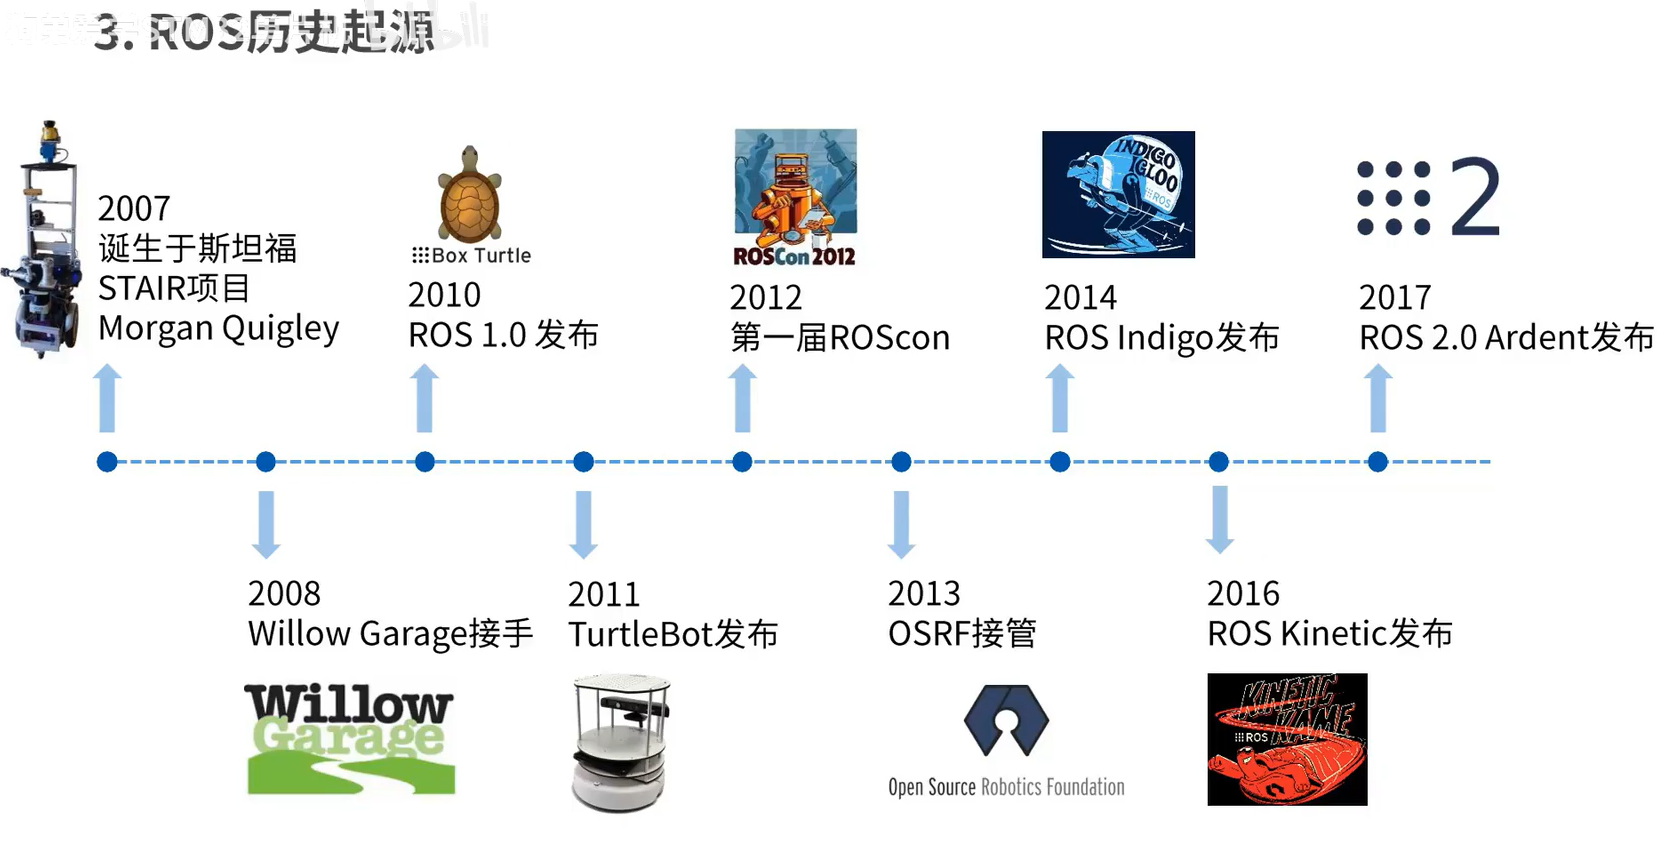 3. ROS历史起源
bilibili
2007
诞生于斯坦福
STAIR项目
Morgan Quigley
Box Turtle
2010
ROS 1.0 发布
ROSCon 2012
2012
第一届ROScon
INDIGO
IGLOO
ROS
2014
ROS Indigo发布
2
2017
ROS 2.0 Ardent发布
2008
Willow Garage接手
Willow
Garage
2011
TurtleBot发布
2013
OSRF接管
Open Source Robotics Foundation
2016
ROS Kinetic发布
KINETIC
KAME
ROS